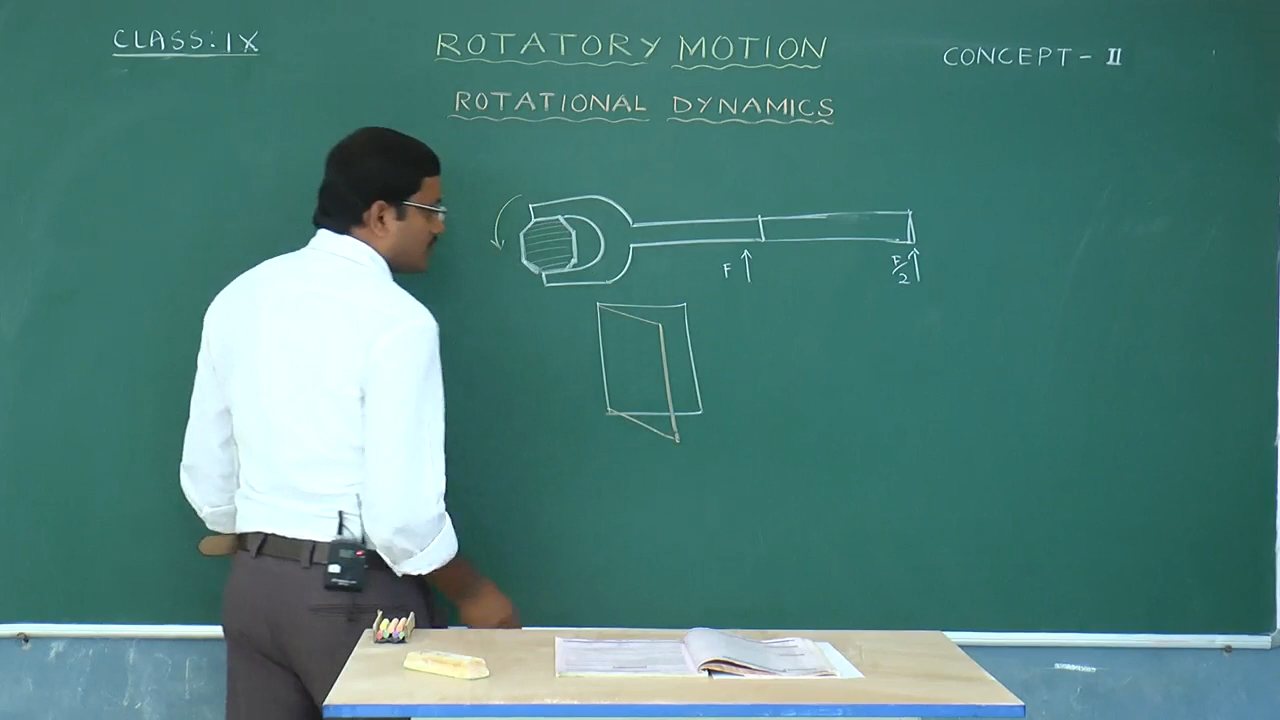 CLASS: IX
ROTATORY MOTION
CONCEPT - II
ROTATIONAL DYNAMICS
F
F/2